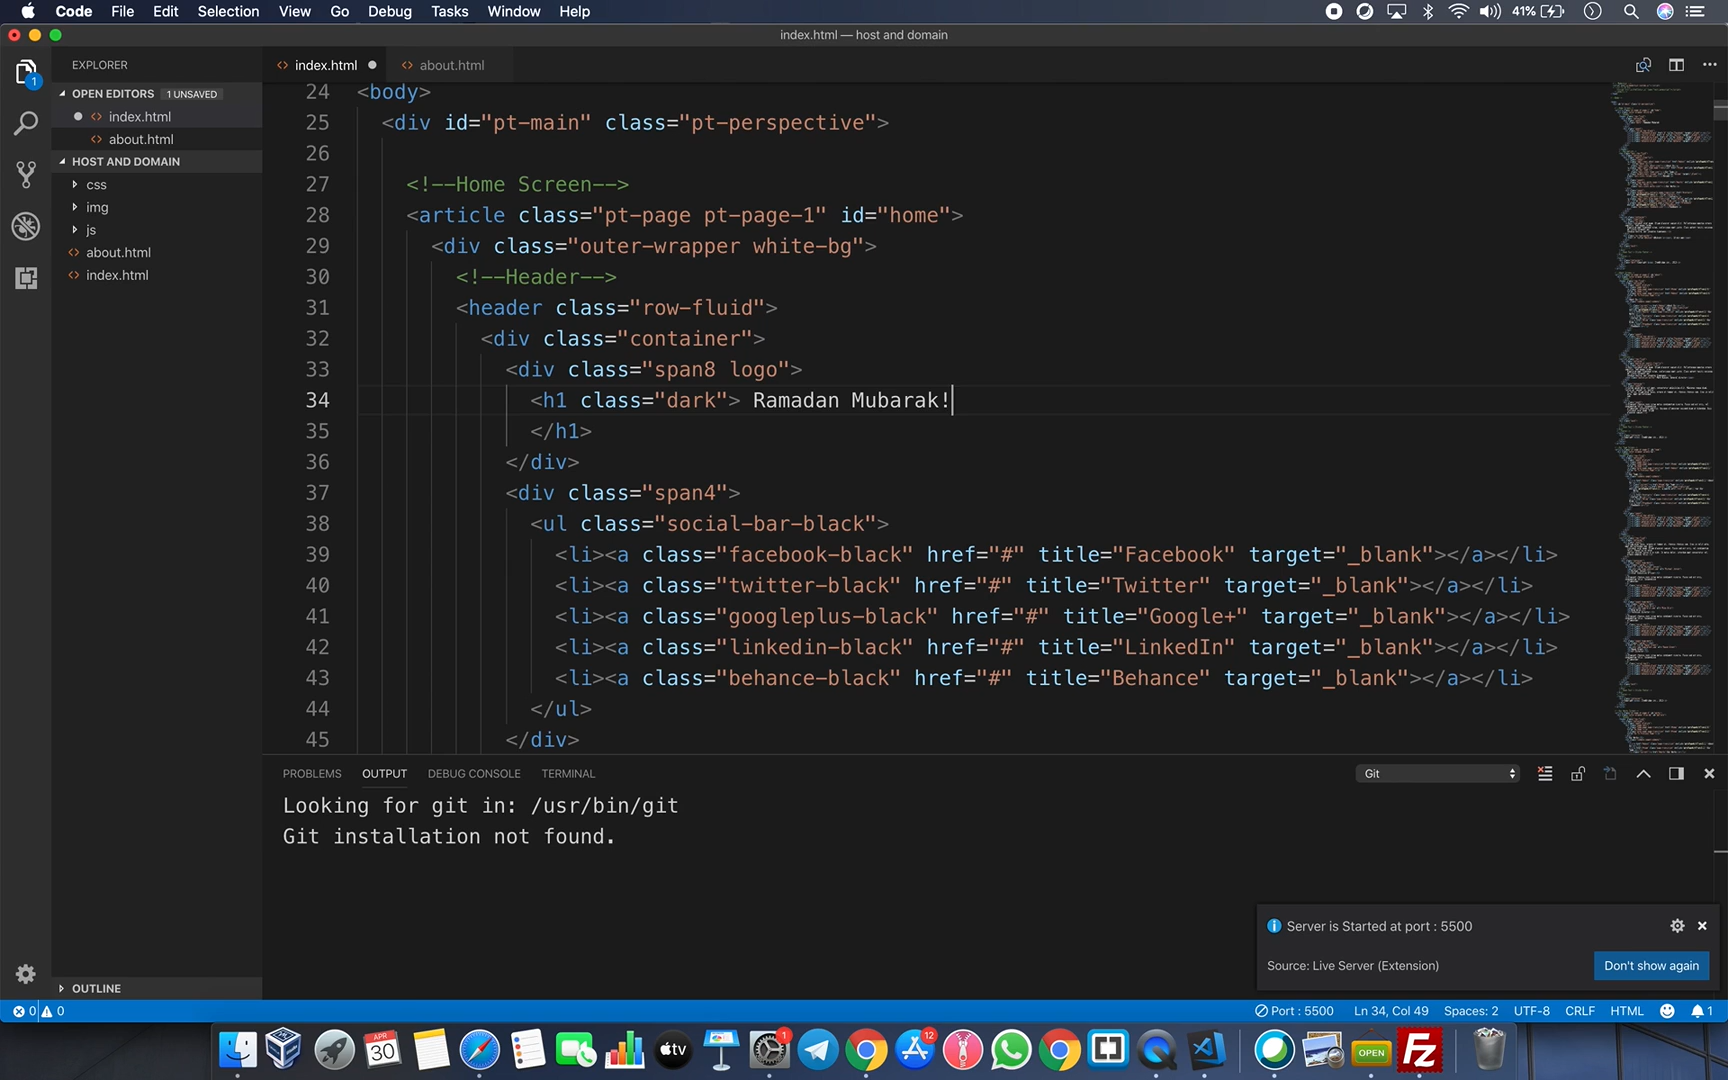 Code File Edit Selection View Go Debug Tasks Window Help 41%
index.html — host and domain
EXPLORER
index.html
about.html
OPEN EDITORS 1 UNSAVED
index.html
about.html
HOST AND DOMAIN
css
img
js
about.html
index.html
OUTLINE
24 <body>
25 <div id="pt-main" class="pt-perspective">
26
27 <!--Home Screen-->
28 <article class="pt-page pt-page-1" id="home">
29 <div class="outer-wrapper white-bg">
30 <!--Header-->
31 <header class="row-fluid">
32 <div class="container">
33 <div class="span8 logo">
34 <h1 class="dark"> Ramadan Mubarak!
35 </h1>
36 </div>
37 <div class="span4">
38 <ul class="social-bar-black">
39 <li><a class="facebook-black" href="#" title="Facebook" target="_blank"></a></li>
40 <li><a class="twitter-black" href="#" title="Twitter" target="_blank"></a></li>
41 <li><a class="googleplus-black" href="#" title="Google+" target="_blank"></a></li>
42 <li><a class="linkedin-black" href="#" title="LinkedIn" target="_blank"></a></li>
43 <li><a class="behance-black" href="#" title="Behance" target="_blank"></a></li>
44 </ul>
45 </div>
PROBLEMS OUTPUT DEBUG CONSOLE TERMINAL Git
Looking for git in: /usr/bin/git
Git installation not found.
Server is Started at port : 5500
Source: Live Server (Extension) Don't show again
0 0 Port : 5500 Ln 34, Col 49 Spaces: 2 UTF-8 CRLF HTML 1
APR
30
tv
1
12
OPEN
FZ